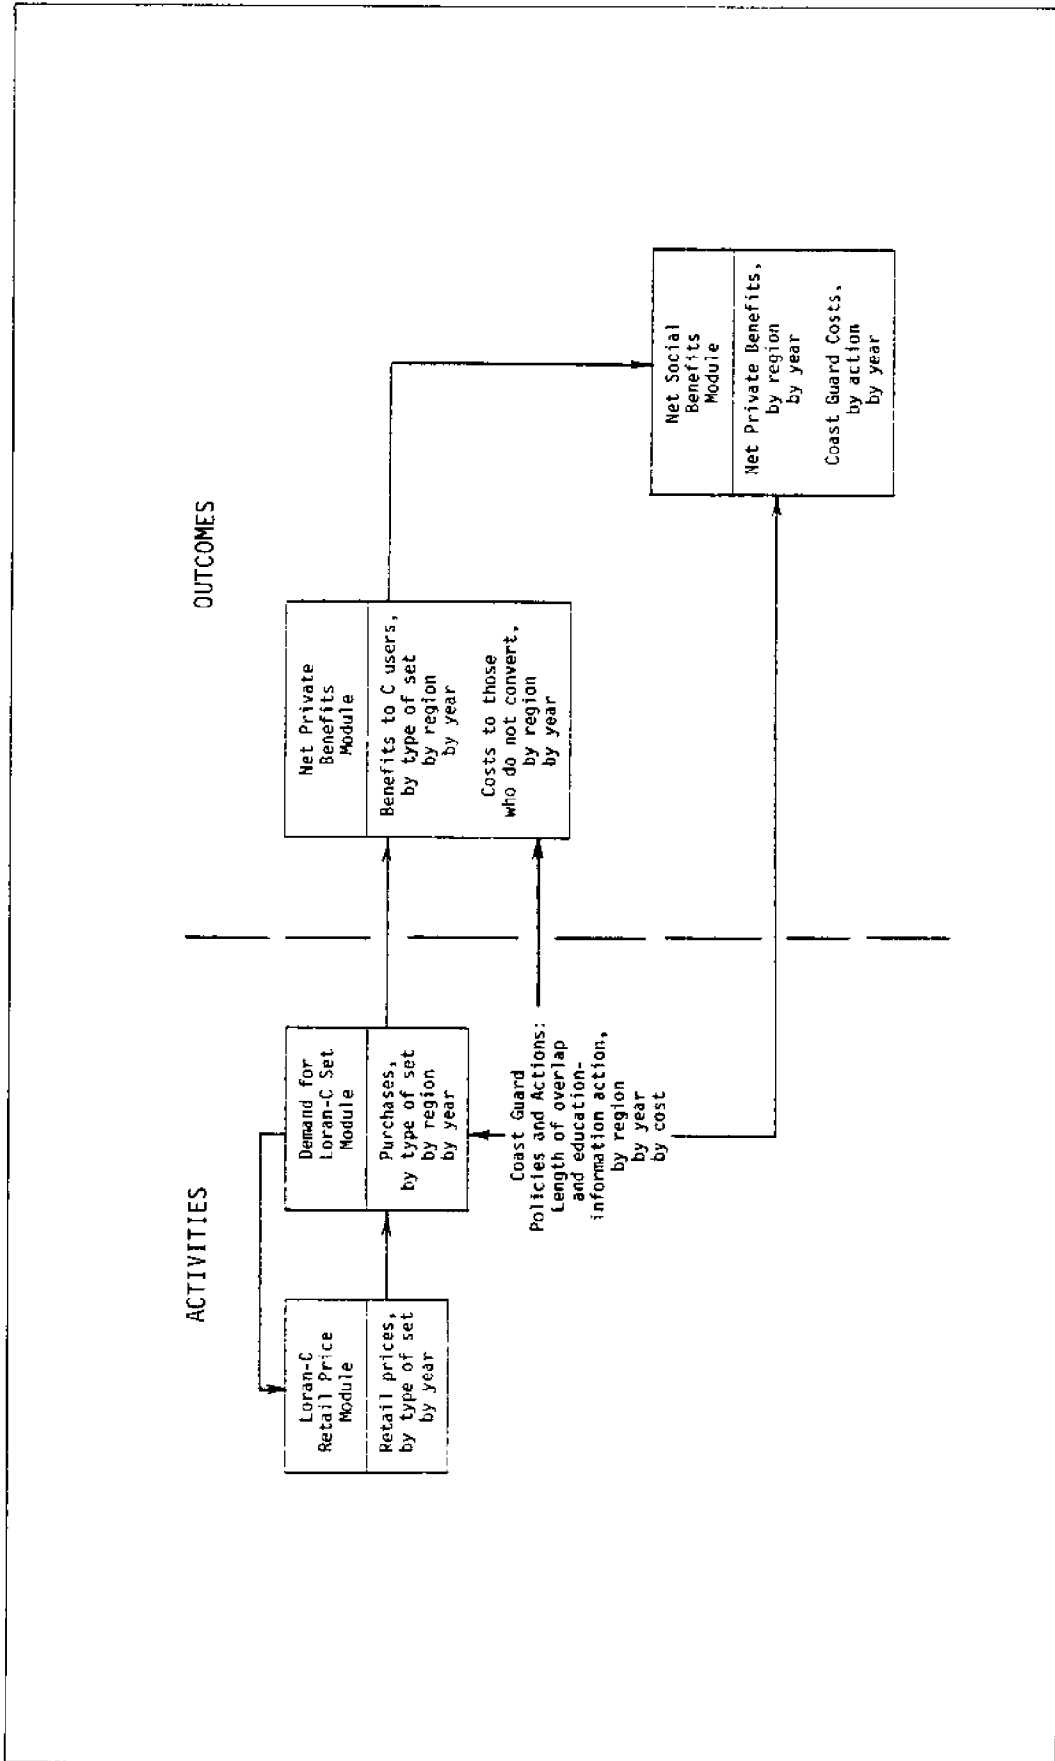 ACTIVITIES
OUTCOMES
Loran-C
Retail Price
Module
Retail prices,
by type of set
by year
Demand for
Loran-C Set
Module
Purchases,
by type of set
by region
by year
Coast Guard
Policies and Actions:
Length of overlap
and education-
information action,
by region
by year
by cost
Net Private
Benefits
Module
Benefits to C users,
by type of set
by region
by year
Costs to those
who do not convert,
by region
by year
Net Social
Benefits
Module
Net Private Benefits,
by region
by year
Coast Guard Costs,
by action
by year